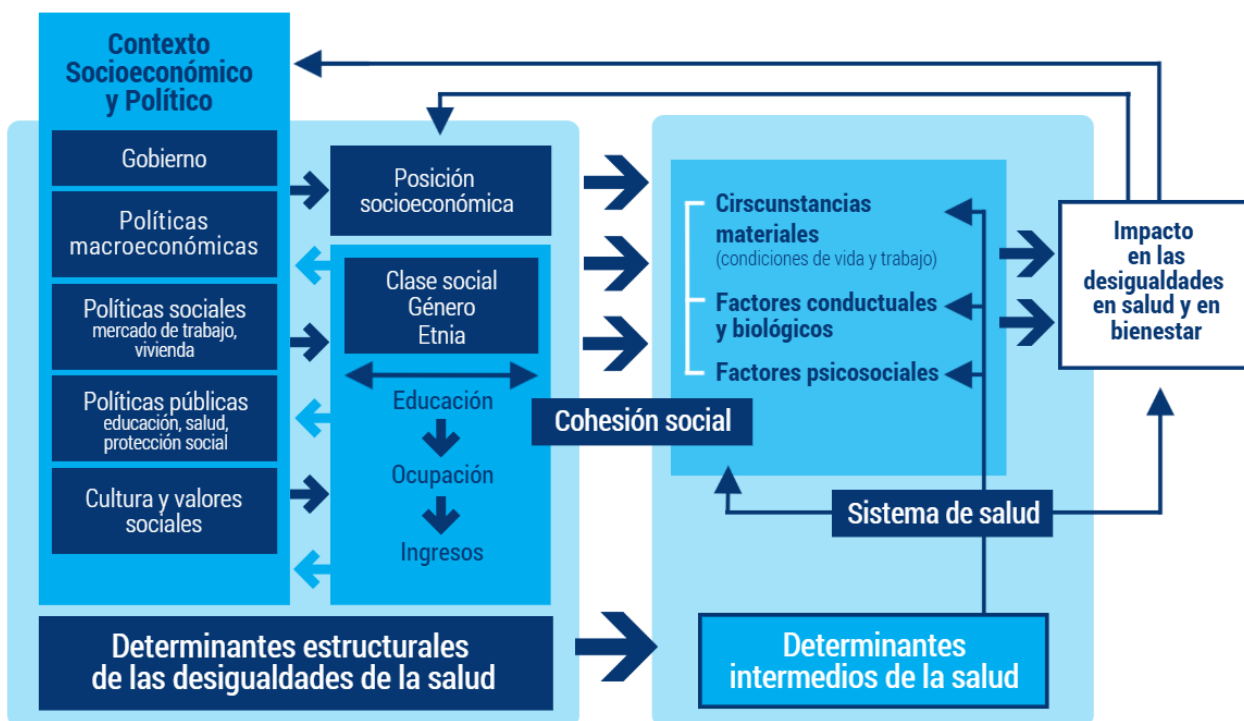 Contexto
Socioeconómico
y Político
Gobierno
Políticas
macroeconómicas
Políticas sociales
mercado de trabajo,
vivienda
Políticas públicas
educación, salud,
protección social
Cultura y valores
sociales
Posición
socioeconómica
Clase social
Género
Etnia
Educación
Ocupación
Ingresos
Determinantes estructurales
de las desigualdades de la salud
Cohesión social
Cirscunstancias
materiales
(condiciones de vida y trabajo)
Factores conductuales
y biológicos
Factores psicosociales
Sistema de salud
Determinantes
intermedios de la salud
Impacto
en las
desigualdades
en salud y en
bienestar